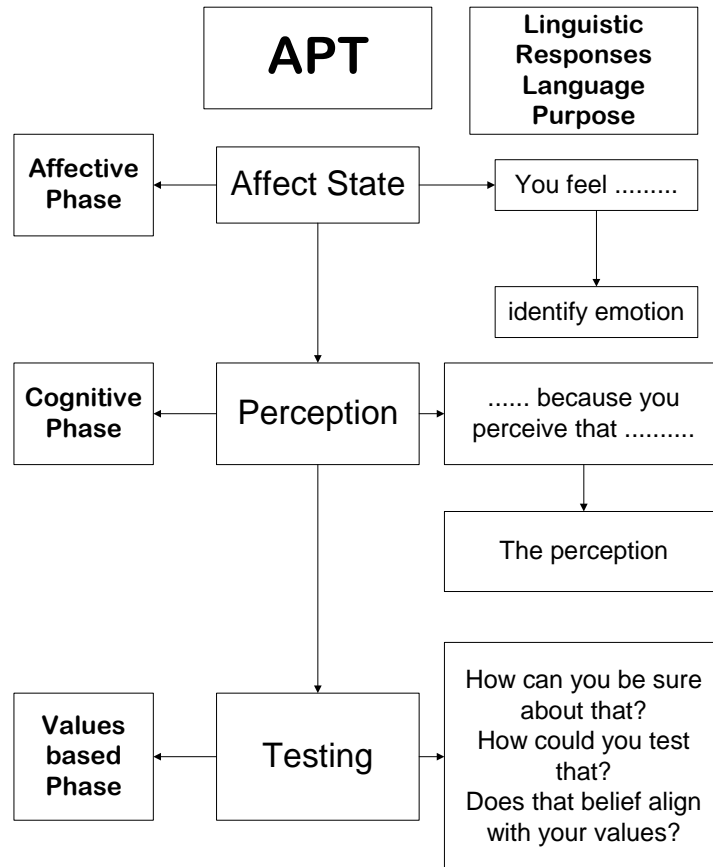 APT
Linguistic
Responses
Language
Purpose
Affective
Phase
Affect State
You feel .........
identify emotion
Cognitive
Phase
Perception
...... because you
perceive that ..........
The perception
Values
based
Phase
Testing
How can you be sure
about that?
How could you test
that?
Does that belief align
with your values?